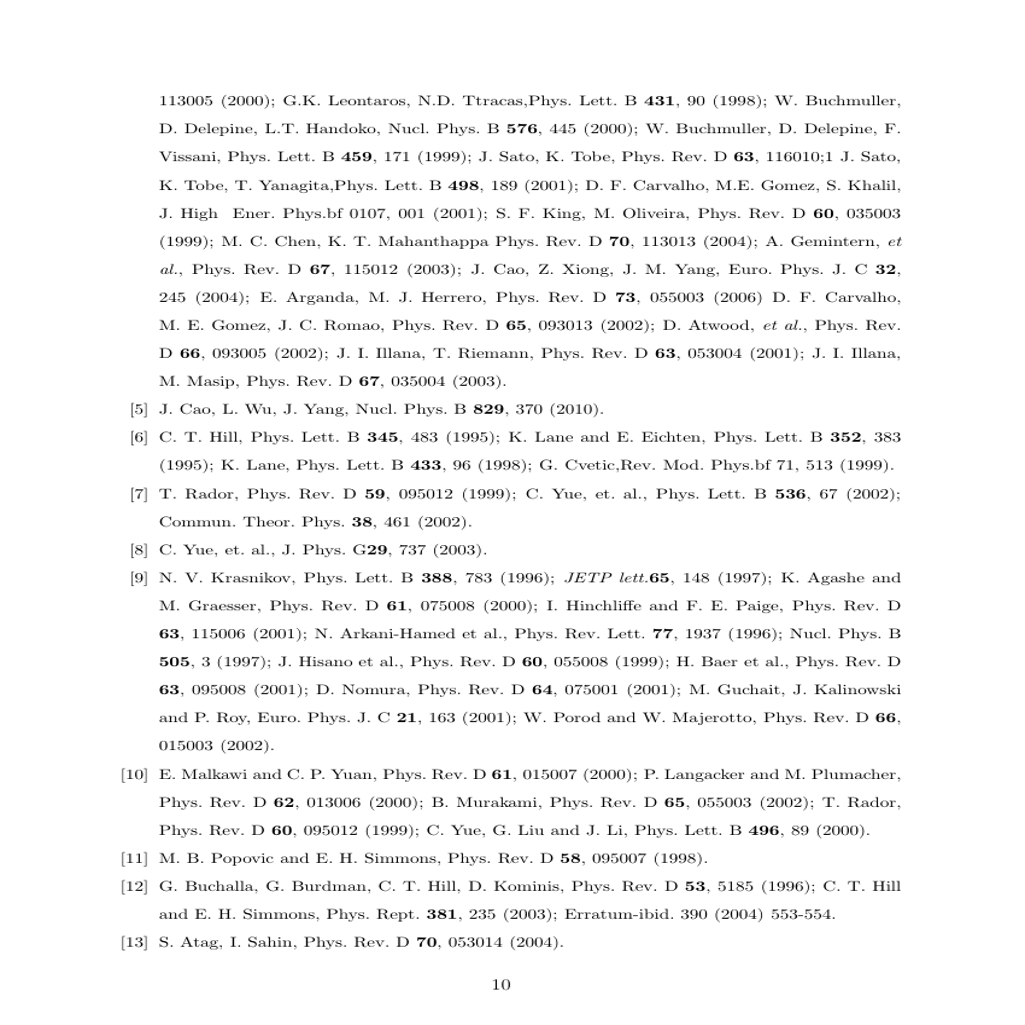 113005 (2000); G.K. Leontaros, N.D. Ttracas,Phys. Lett. B 431, 90 (1998); W. Buchmuller,
D. Delepine, L.T. Handoko, Nucl. Phys. B 576, 445 (2000); W. Buchmuller, D. Delepine, F.
Vissani, Phys. Lett. B 459, 171 (1999); J. Sato, K. Tobe, Phys. Rev. D 63, 116010;1 J. Sato,
K. Tobe, T. Yanagita,Phys. Lett. B 498, 189 (2001); D. F. Carvalho, M.E. Gomez, S. Khalil,
J. High Ener. Phys.bf 0107, 001 (2001); S. F. King, M. Oliveira, Phys. Rev. D 60, 035003
(1999); M. C. Chen, K. T. Mahanthappa Phys. Rev. D 70, 113013 (2004); A. Gemintern, et
al., Phys. Rev. D 67, 115012 (2003); J. Cao, Z. Xiong, J. M. Yang, Euro. Phys. J. C 32,
245 (2004); E. Arganda, M. J. Herrero, Phys. Rev. D 73, 055003 (2006) D. F. Carvalho,
M. E. Gomez, J. C. Romao, Phys. Rev. D 65, 093013 (2002); D. Atwood, et al., Phys. Rev.
D 66, 093005 (2002); J. I. Illana, T. Riemann, Phys. Rev. D 63, 053004 (2001); J. I. Illana,
M. Masip, Phys. Rev. D 67, 035004 (2003).
[5] J. Cao, L. Wu, J. Yang, Nucl. Phys. B 829, 370 (2010).
[6] C. T. Hill, Phys. Lett. B 345, 483 (1995); K. Lane and E. Eichten, Phys. Lett. B 352, 383
(1995); K. Lane, Phys. Lett. B 433, 96 (1998); G. Cvetic,Rev. Mod. Phys.bf 71, 513 (1999).
[7] T. Rador, Phys. Rev. D 59, 095012 (1999); C. Yue, et. al., Phys. Lett. B 536, 67 (2002);
Commun. Theor. Phys. 38, 461 (2002).
[8] C. Yue, et. al., J. Phys. G29, 737 (2003).
[9] N. V. Krasnikov, Phys. Lett. B 388, 783 (1996); JETP lett.65, 148 (1997); K. Agashe and
M. Graesser, Phys. Rev. D 61, 075008 (2000); I. Hinchliffe and F. E. Paige, Phys. Rev. D
63, 115006 (2001); N. Arkani-Hamed et al., Phys. Rev. Lett. 77, 1937 (1996); Nucl. Phys. B
505, 3 (1997); J. Hisano et al., Phys. Rev. D 60, 055008 (1999); H. Baer et al., Phys. Rev. D
63, 095008 (2001); D. Nomura, Phys. Rev. D 64, 075001 (2001); M. Guchait, J. Kalinowski
and P. Roy, Euro. Phys. J. C 21, 163 (2001); W. Porod and W. Majerotto, Phys. Rev. D 66,
015003 (2002).
[10] E. Malkawi and C. P. Yuan, Phys. Rev. D 61, 015007 (2000); P. Langacker and M. Plumacher,
Phys. Rev. D 62, 013006 (2000); B. Murakami, Phys. Rev. D 65, 055003 (2002); T. Rador,
Phys. Rev. D 60, 095012 (1999); C. Yue, G. Liu and J. Li, Phys. Lett. B 496, 89 (2000).
[11] M. B. Popovic and E. H. Simmons, Phys. Rev. D 58, 095007 (1998).
[12] G. Buchalla, G. Burdman, C. T. Hill, D. Kominis, Phys. Rev. D 53, 5185 (1996); C. T. Hill
and E. H. Simmons, Phys. Rept. 381, 235 (2003); Erratum-ibid. 390 (2004) 553-554.
[13] S. Atag, I. Sahin, Phys. Rev. D 70, 053014 (2004).
10